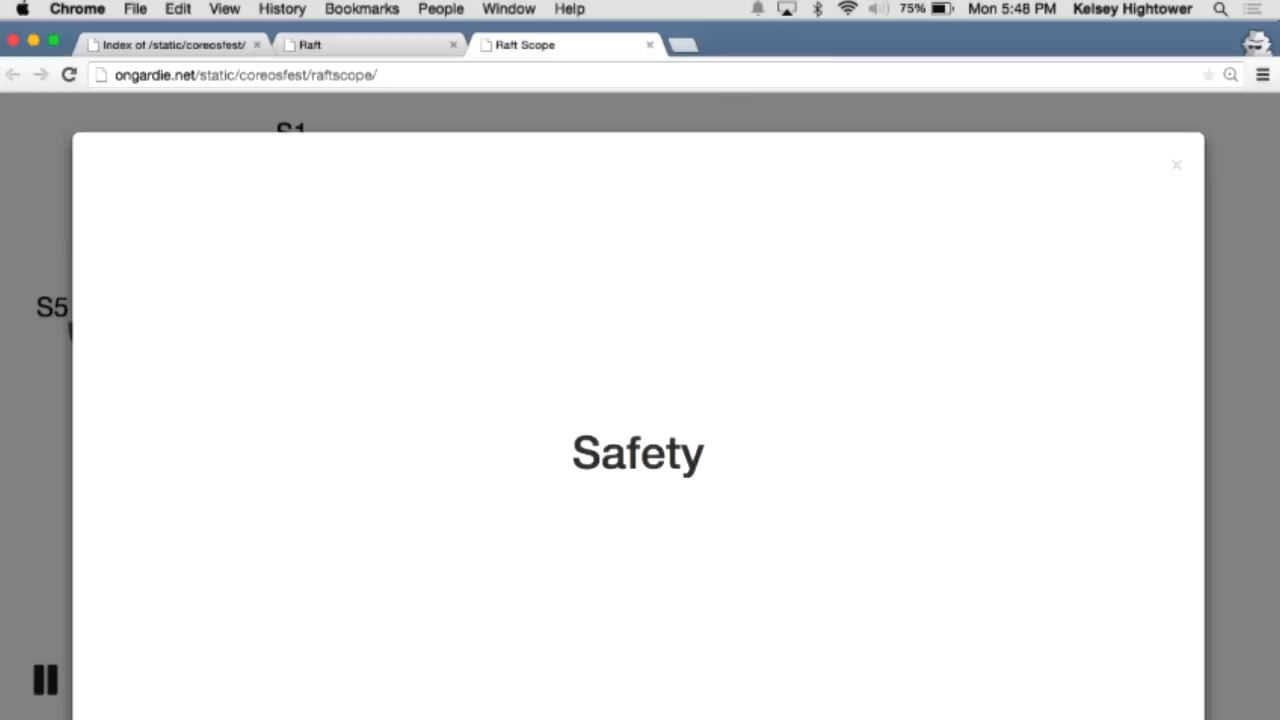 Chrome File Edit View History Bookmarks People Window Help 75% Mon 5:48 PM Kelsey Hightower
Index of /static/coreosfest/ Raft Raft Scope
ongardie.net/static/coreosfest/raftscope/
S1
S5
Safety